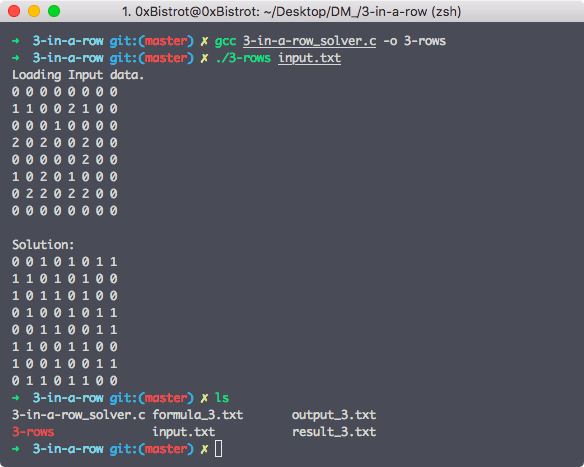 1. 0xBistrot@0xBistrot: ~/Desktop/DM_/3-in-a-row (zsh)
➜ 3-in-a-row git:(master) ✗ gcc 3-in-a-row_solver.c -o 3-rows
➜ 3-in-a-row git:(master) ✗ ./3-rows input.txt
Loading Input data.
0 0 0 0 0 0 0 0
1 1 0 0 2 1 0 0
0 0 0 1 0 0 0 0
2 0 2 0 0 2 0 0
0 0 0 0 0 2 0 0
1 0 2 0 1 0 0 0
0 2 2 0 2 2 0 0
0 0 0 0 0 0 0 0
Solution:
0 0 1 0 1 0 1 1
1 1 0 1 0 1 0 0
1 0 1 1 0 1 0 0
0 1 0 0 1 0 1 1
0 0 1 1 0 0 1 1
1 1 0 0 1 1 0 0
1 0 0 1 0 0 1 1
0 1 1 0 1 1 0 0
➜ 3-in-a-row git:(master) ✗ ls
3-in-a-row_solver.c formula_3.txt output_3.txt
3-rows input.txt result_3.txt
➜ 3-in-a-row git:(master) ✗